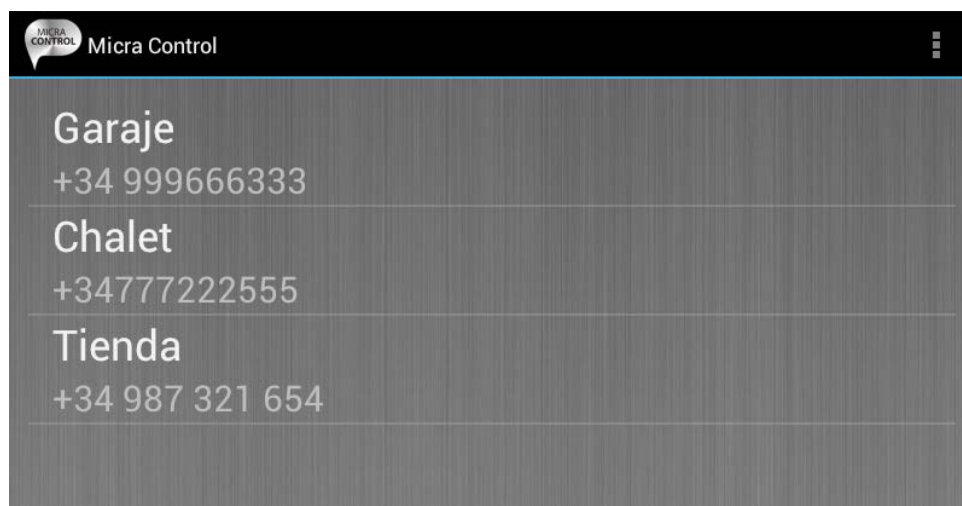 MICRA
CONTROL
Micra Control
Garaje
+34 999666333
Chalet
+34777222555
Tienda
+34 987 321 654